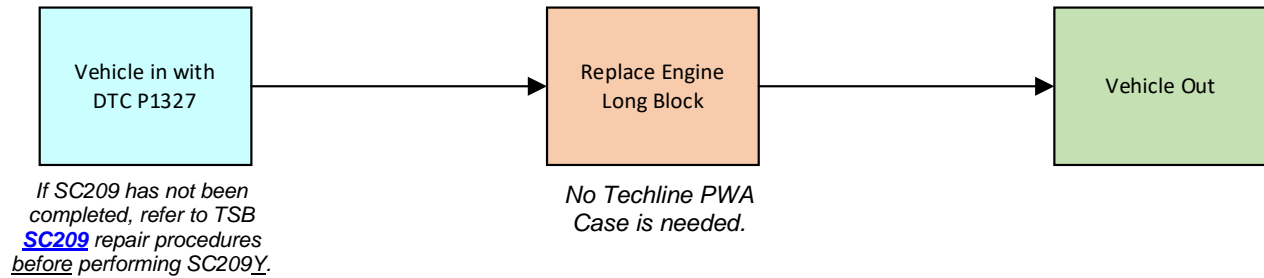 Vehicle in with
DTC P1327
Replace Engine
Long Block
Vehicle Out
If SC209 has not been
completed, refer to TSB
SC209 repair procedures
before performing SC209Y.
No Techline PWA
Case is needed.